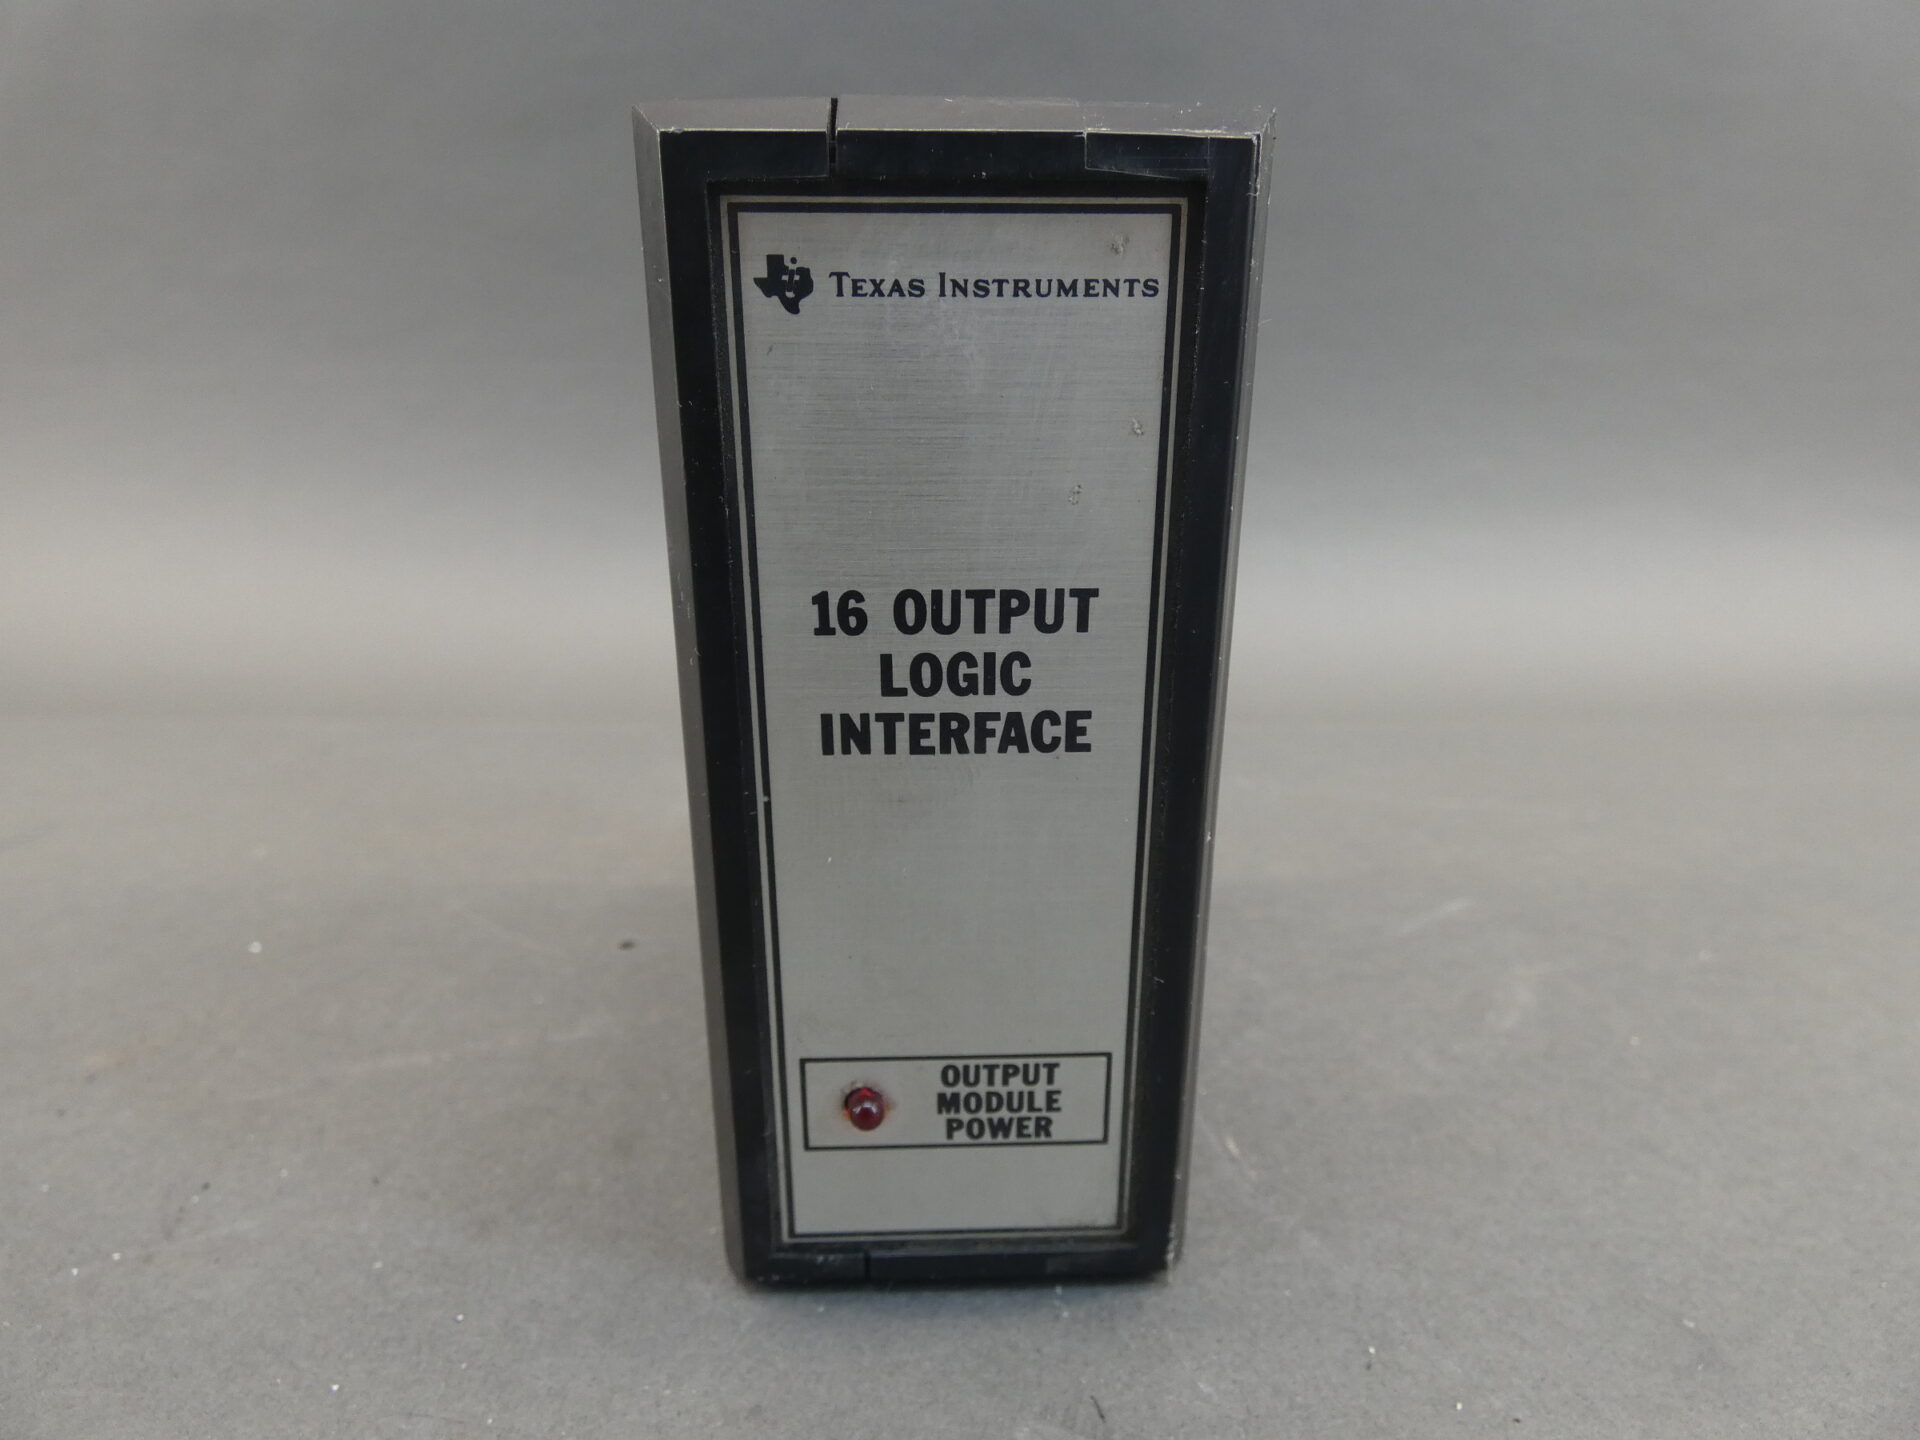 TEXAS INSTRUMENTS
16 OUTPUT
LOGIC
INTERFACE
OUTPUT
MODULE
POWER